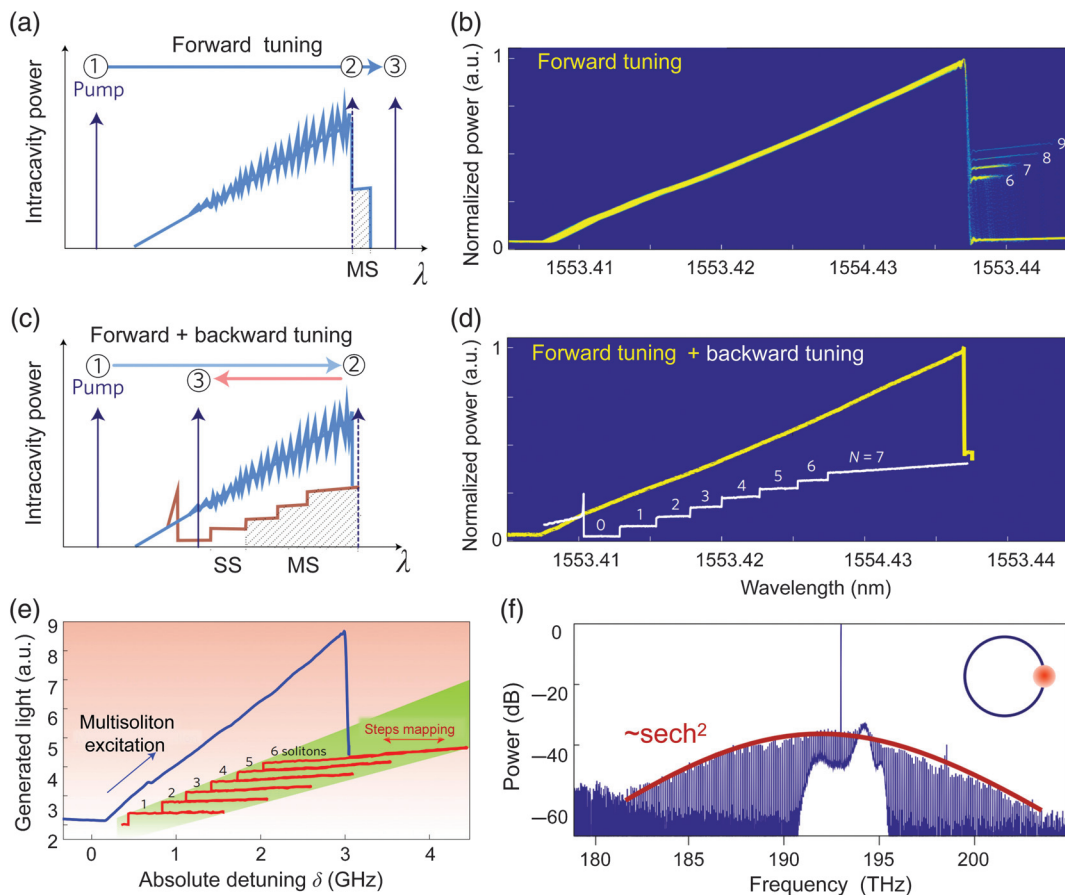 (a)
Forward tuning
① ② ③
Pump
Intracavity power
MS
λ
(b)
Forward tuning
Normalized power (a.u.)
1
0
9
8
7
6
1553.41 1553.42 1554.43 1553.44
(c)
Forward + backward tuning
① ②
③
Pump
Intracavity power
SS MS
λ
(d)
Forward tuning + backward tuning
Normalized power (a.u.)
1
0
0 1 2 3 4 5 6 N = 7
1553.41 1553.42 1554.43 1553.44
Wavelength (nm)
(e)
Generated light (a.u.)
9
8
7
6
5
4
3
2
Multisoliton
excitation
Steps mapping
1 2 3 4 5 6 solitons
0 1 2 3 4
Absolute detuning δ (GHz)
(f)
Power (dB)
0
−20
−40
−60
~sech²
180 185 190 195 200
Frequency (THz)